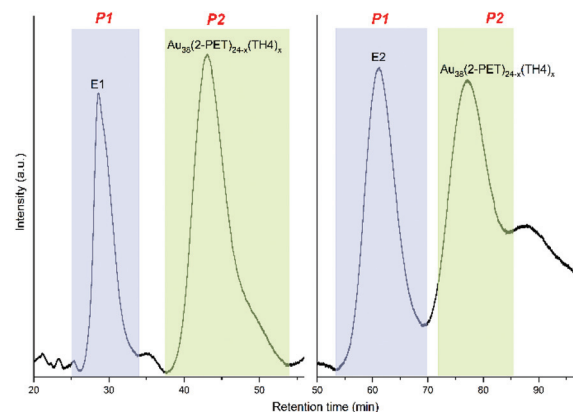 P1 P2 P1 P2
E1 Au38(2-PET)24-x(TH4)x E2 Au38(2-PET)24-x(TH4)x
Intensity (a.u.)
20 30 40 50 50 60 70 80 90
Retention time (min)